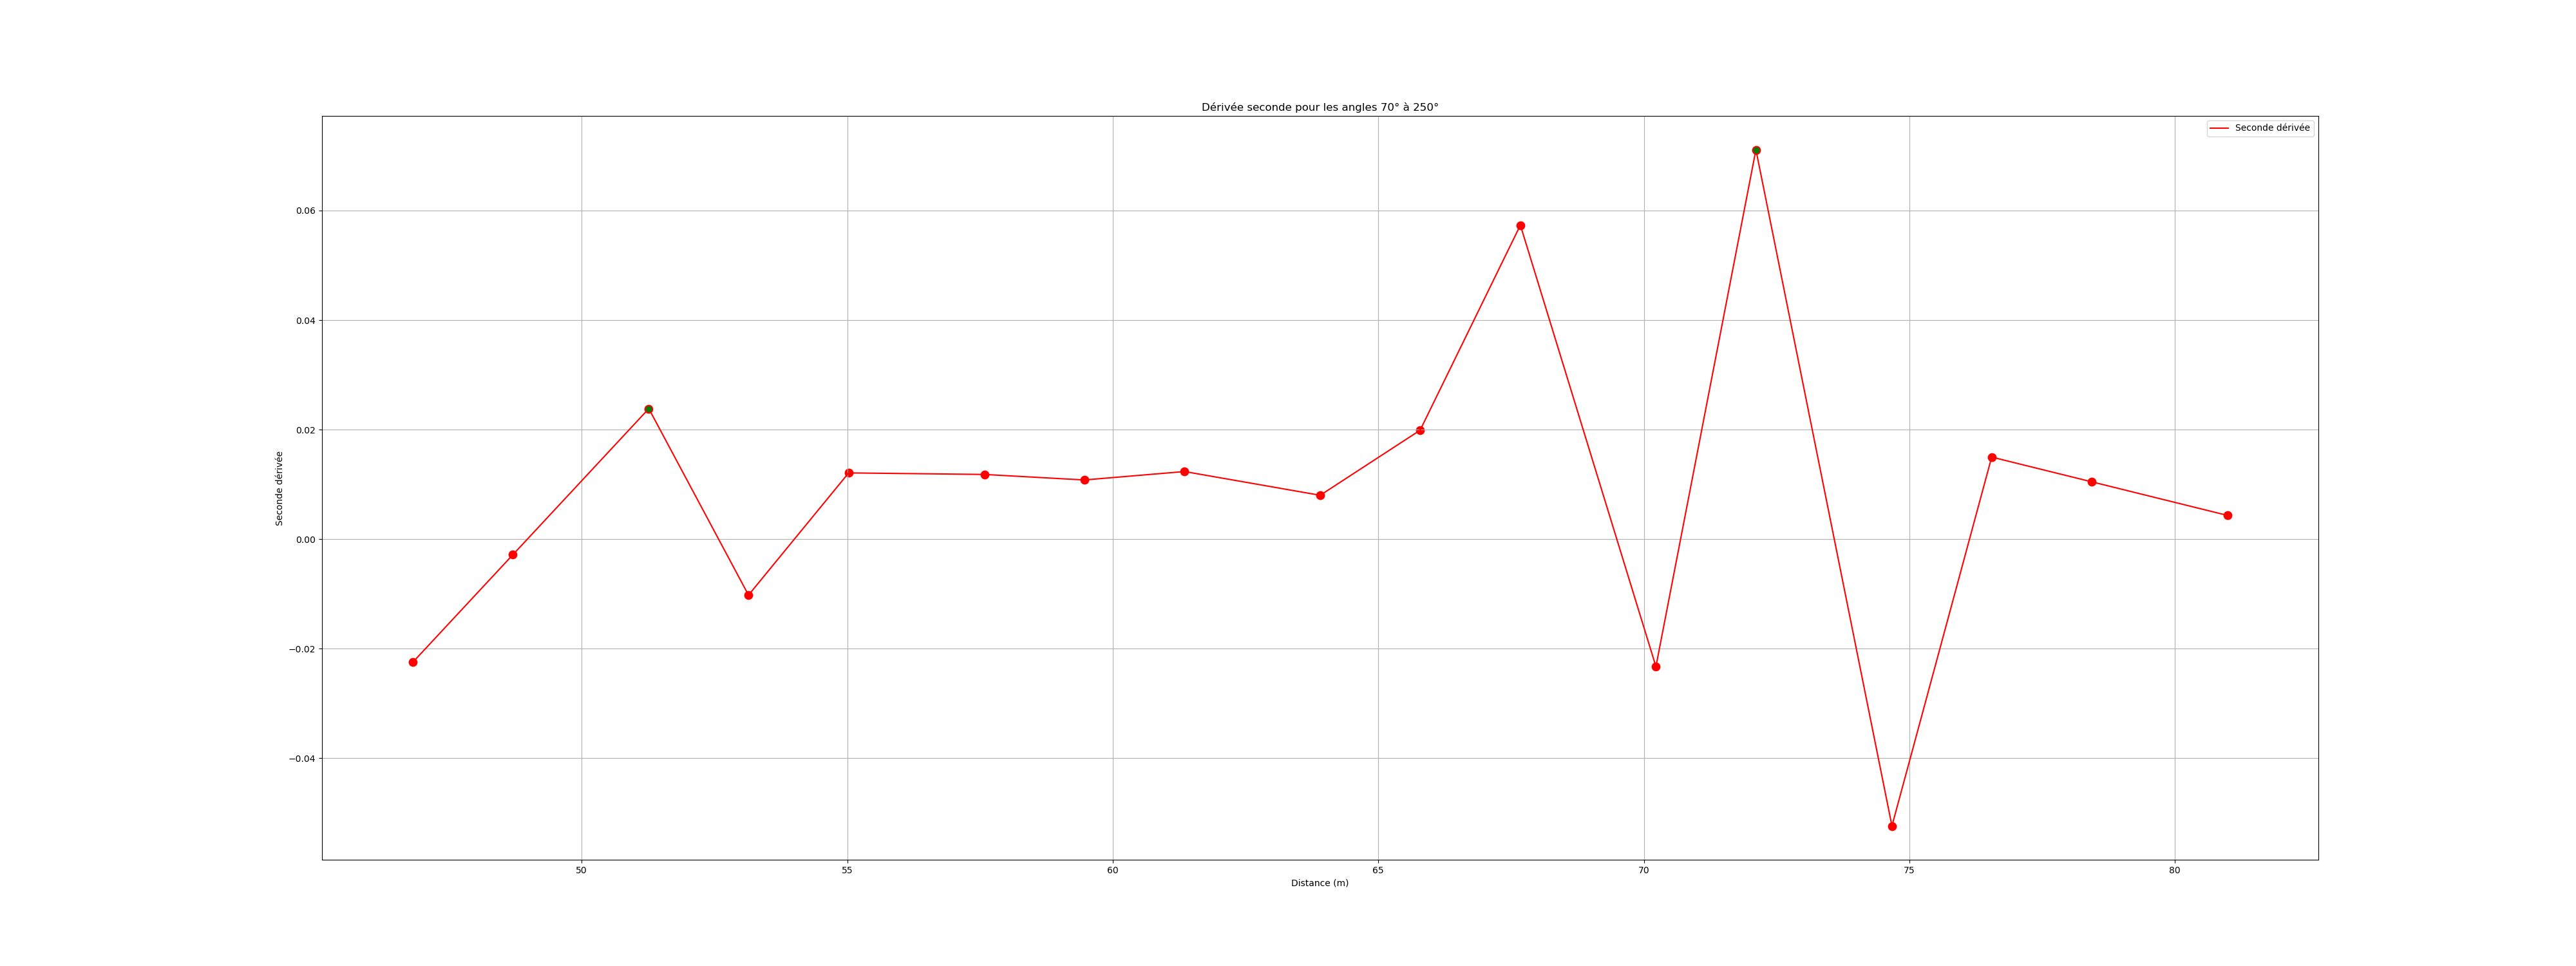 Dérivée seconde pour les angles 70° à 250°
Seconde dérivée
0.06
0.04
0.02
0.00
−0.02
−0.04
Seconde dérivée
50 55 60 65 70 75 80
Distance (m)